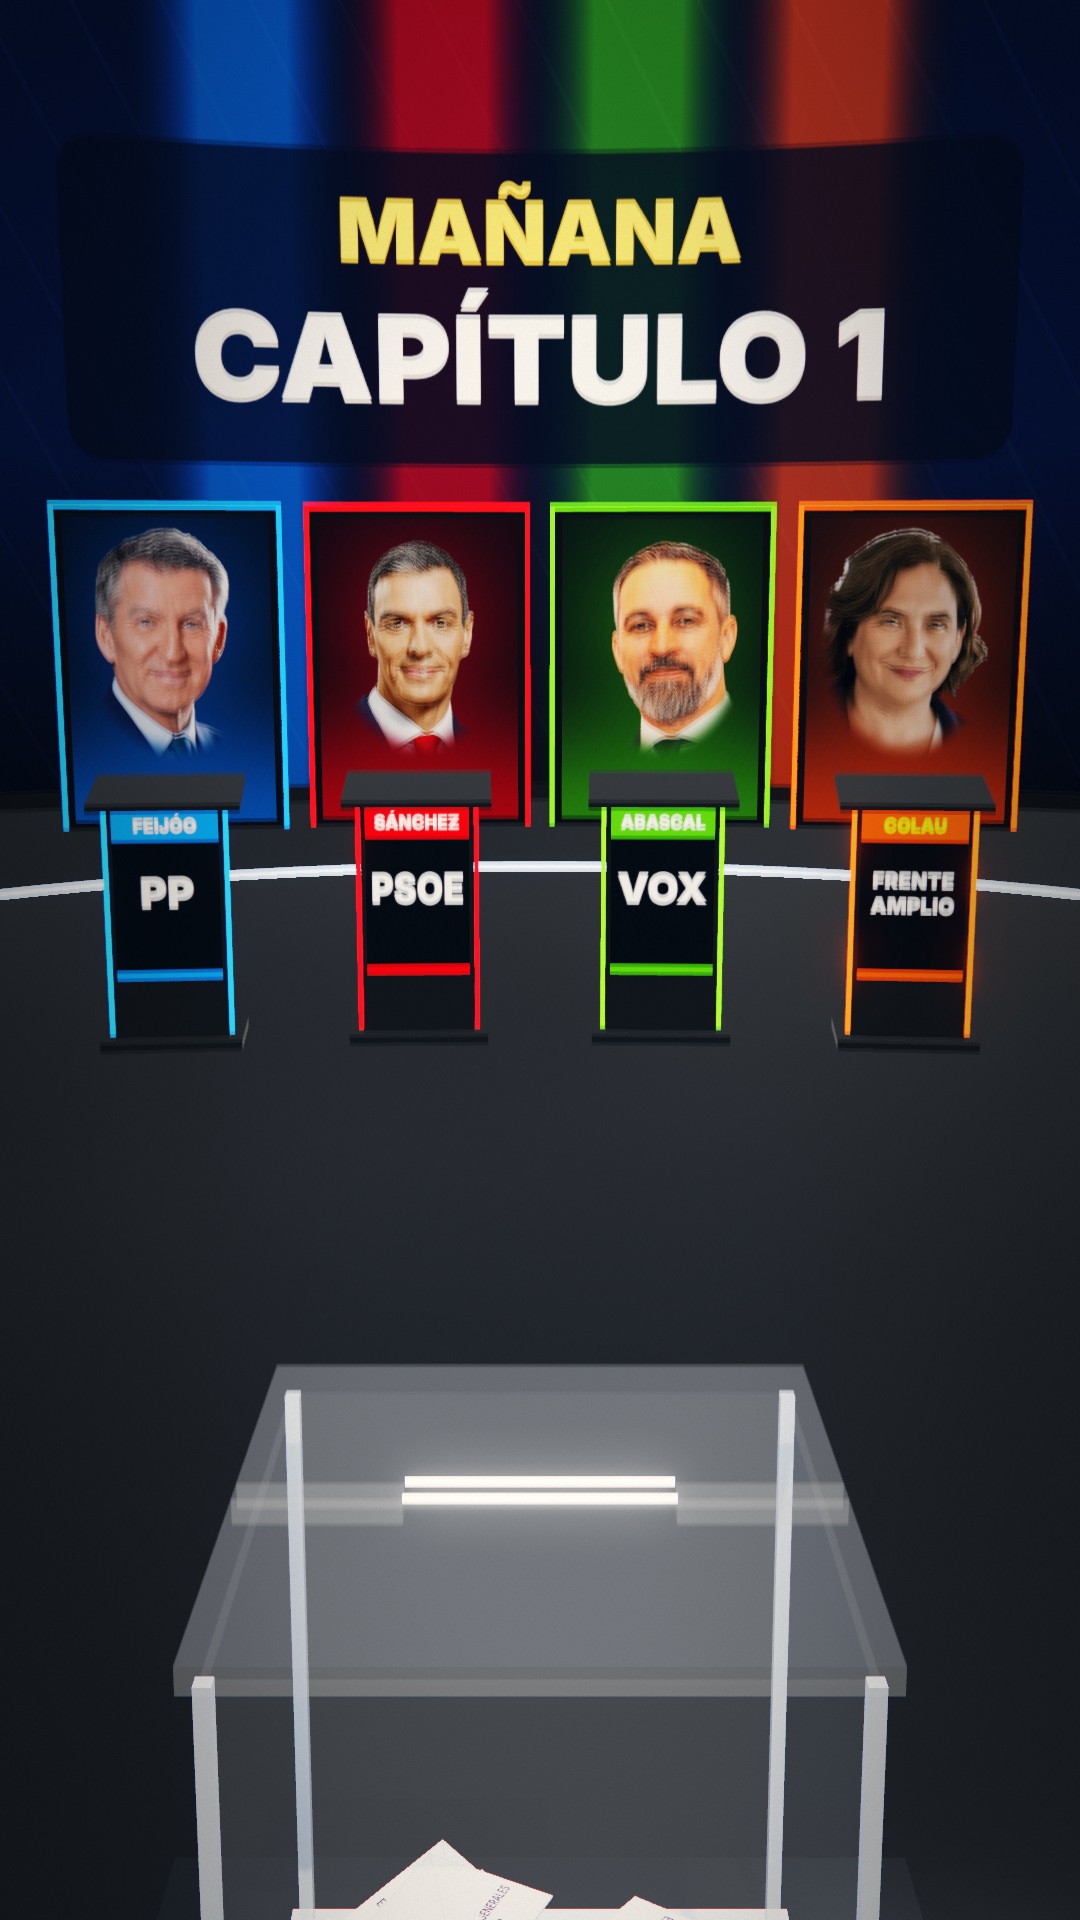 MAÑANA
CAPÍTULO 1
FEIJÓO
PP
SÁNCHEZ
PSOE
ABASCAL
VOX
COLAU
FRENTE
AMPLIO